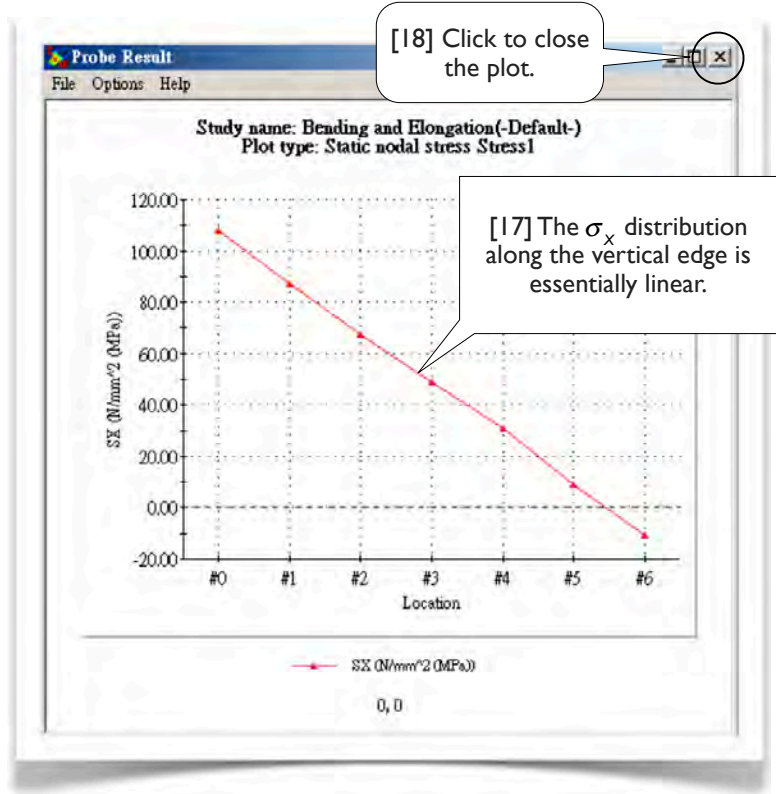 [18] Click to close
the plot.
Probe Result
File Options Help
Study name: Bending and Elongation(-Default-)
Plot type: Static nodal stress Stress1
[17] The σx distribution
along the vertical edge is
essentially linear.
120.00
100.00
80.00
60.00
40.00
20.00
0.00
-20.00
SX (N/mm^2 (MPa))
#0 #1 #2 #3 #4 #5 #6
Location
SX (N/mm^2 (MPa))
0, 0